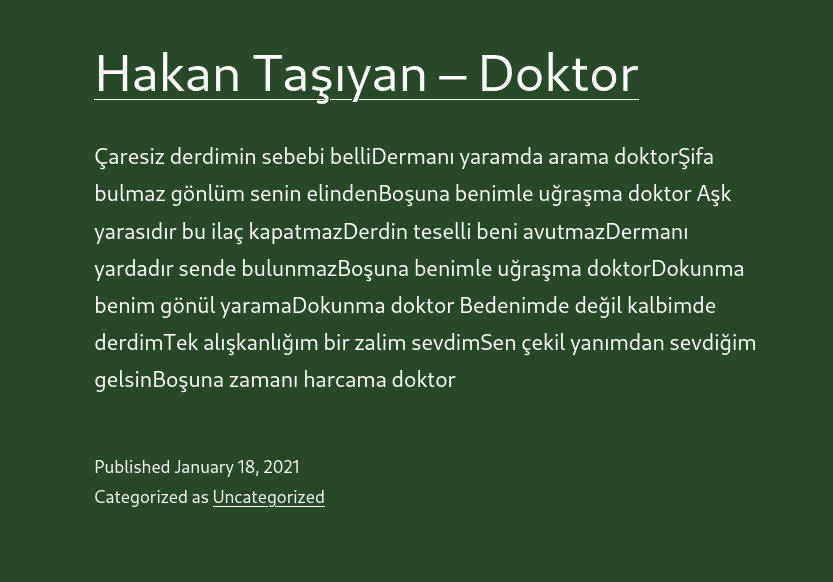 Hakan Taşıyan – Doktor
Çaresiz derdimin sebebi belliDermanı yaramda arama doktorŞifa
bulmaz gönlüm senin elindenBoşuna benimle uğraşma doktor Aşk
yarasıdır bu ilaç kapatmazDerdin teselli beni avutmazDermanı
yardadır sende bulunmazBoşuna benimle uğraşma doktorDokunma
benim gönül yaramaDokunma doktor Bedenimde değil kalbimde
derdimTek alışkanlığım bir zalim sevdimSen çekil yanımdan sevdiğim
gelsinBoşuna zamanı harcama doktor
Published January 18, 2021
Categorized as Uncategorized